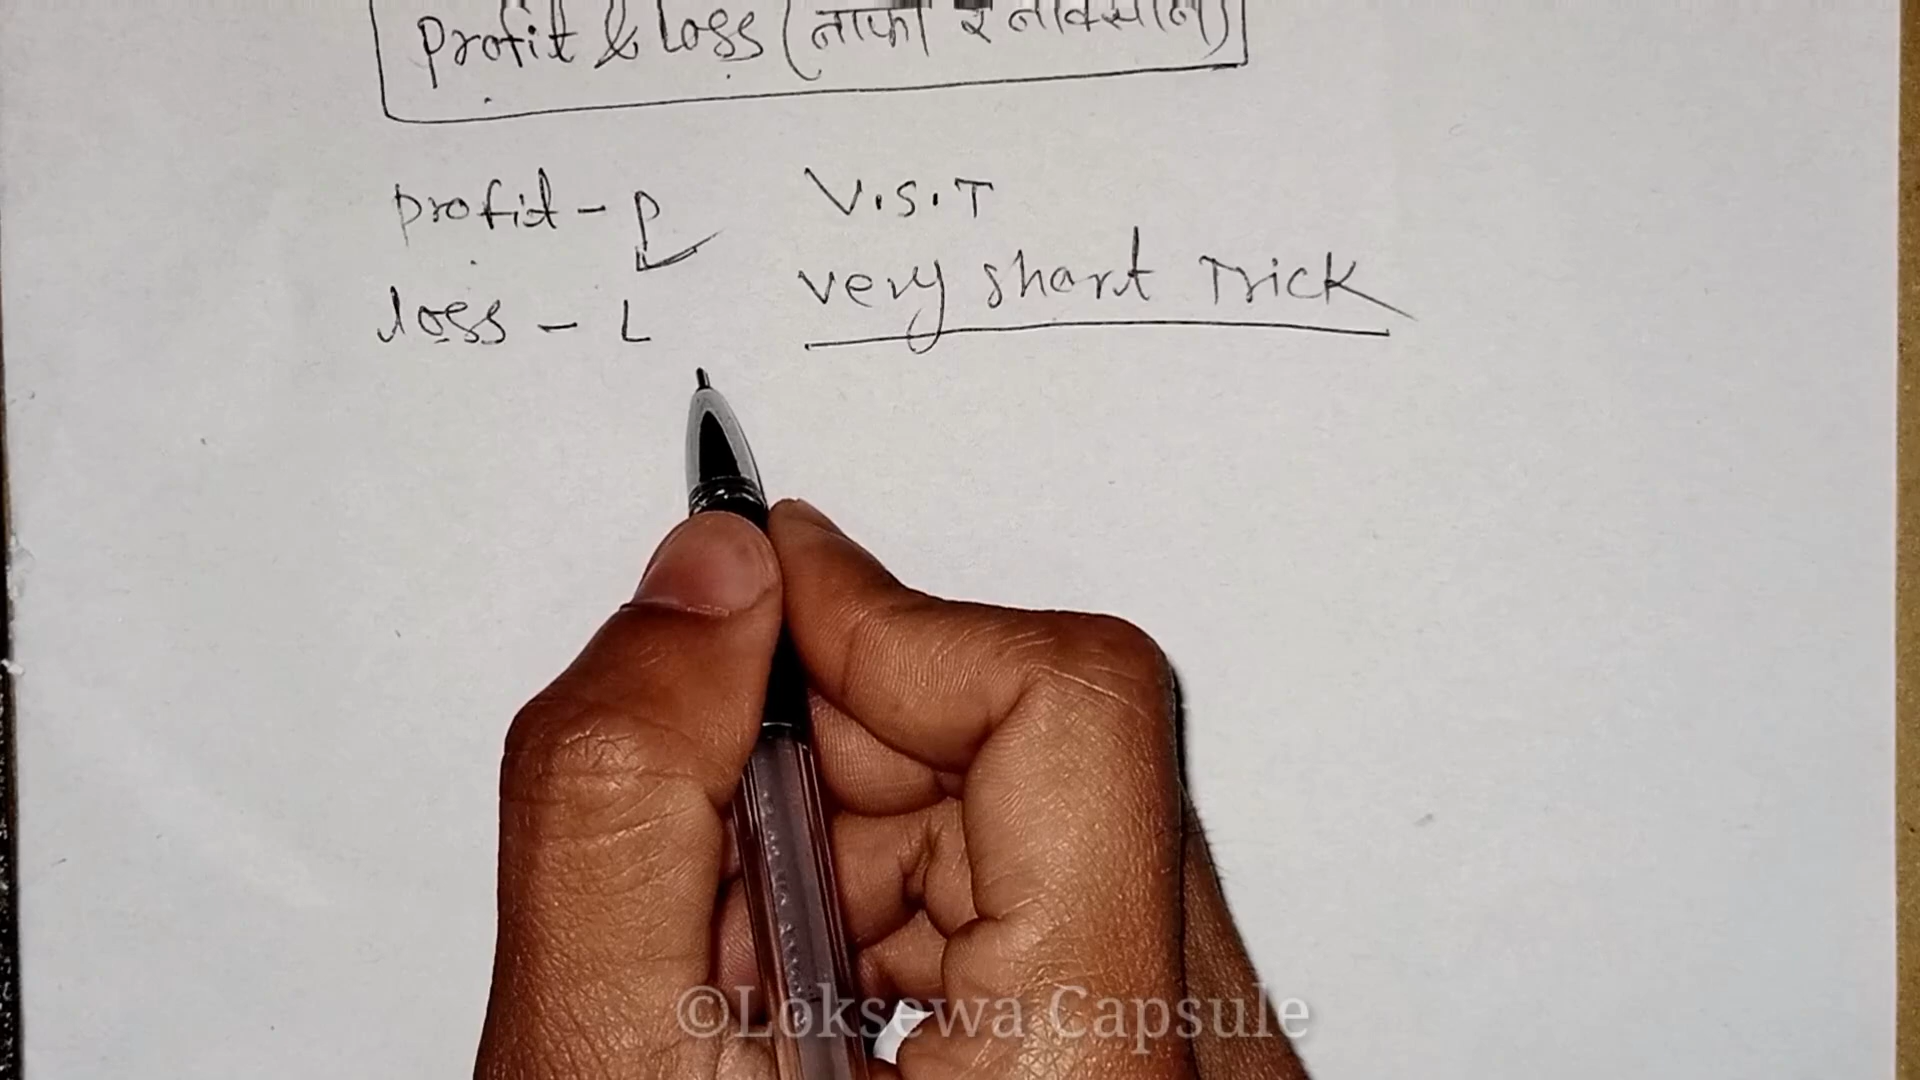 Profit & Loss (नाफा र नोक्सान)
profit - P
V.S.T
loss - L
very short Trick
©Loksewa Capsule